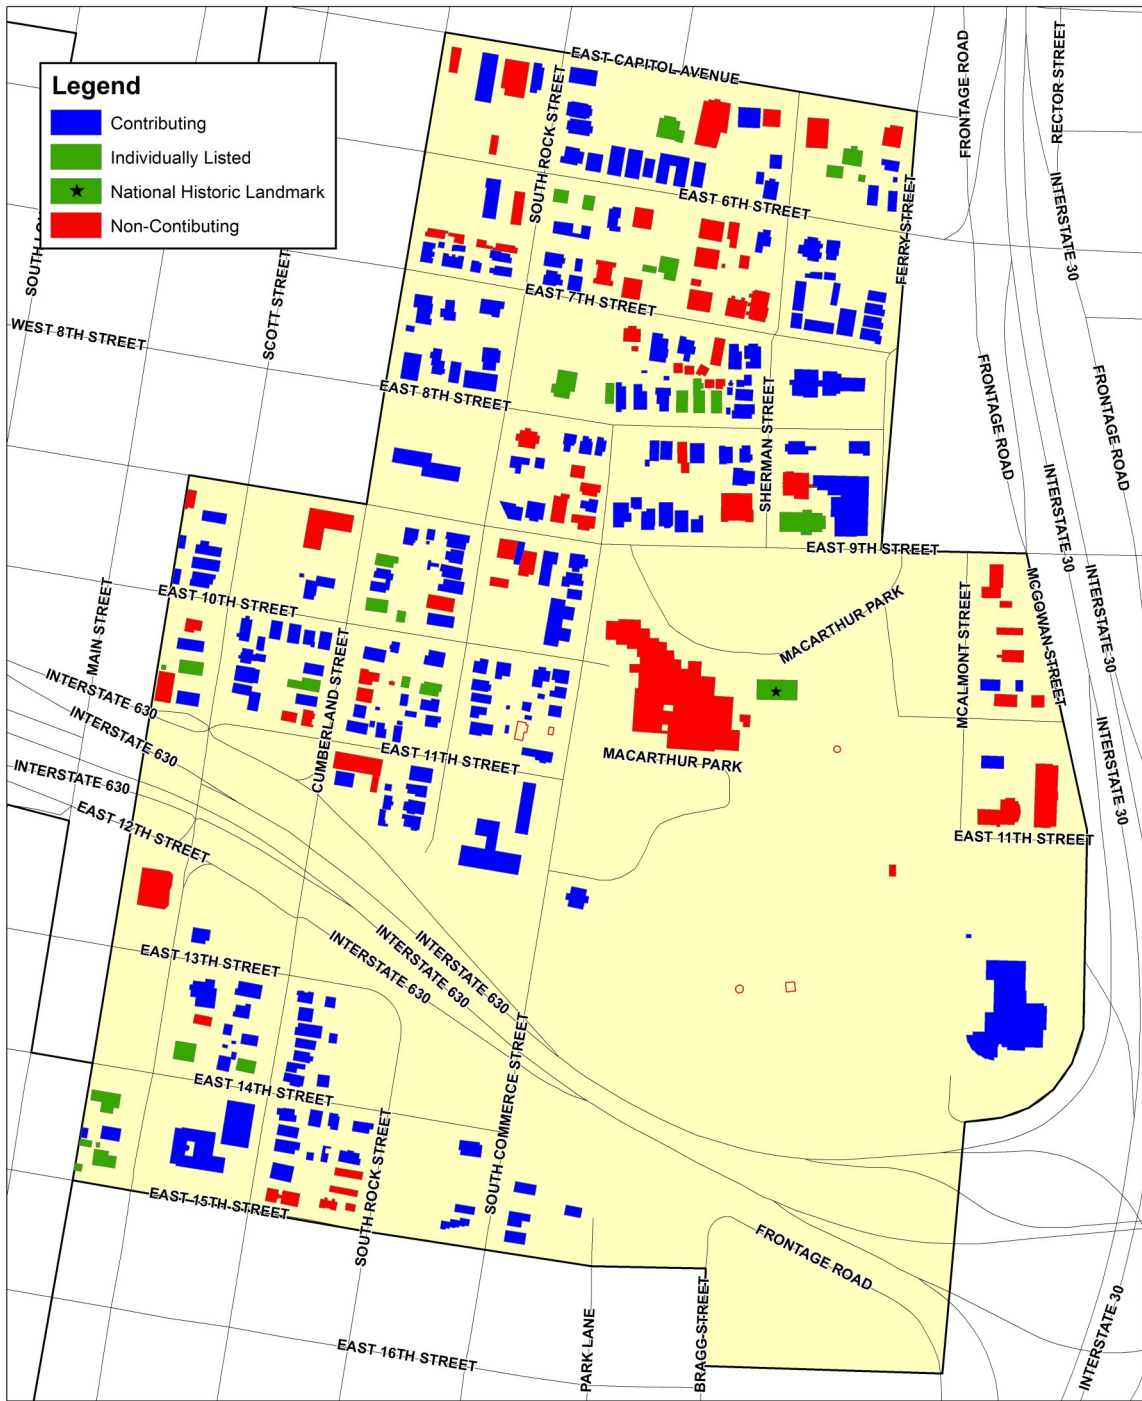 Legend
Contributing
Individually Listed
National Historic Landmark
Non-Contibuting
EAST CAPITOL AVENUE
SOUTH ROCK STREET
FRONTAGE ROAD
RECTOR STREET
INTERSTATE 30
EAST 6TH STREET
FERRY STREET
SCOTT STREET
WEST 8TH STREET
EAST 7TH STREET
EAST 8TH STREET
SHERMAN STREET
FRONTAGE ROAD
FRONTAGE ROAD
EAST 9TH STREET
INTERSTATE 30
INTERSTATE 30
MCGOWAN STREET
MCALMONT STREET
MACARTHUR PARK
EAST 10TH STREET
MAIN STREET
CUMBERLAND STREET
INTERSTATE 630
INTERSTATE 630
INTERSTATE 630
EAST 11TH STREET
MACARTHUR PARK
INTERSTATE 30
EAST 12TH STREET
EAST 11TH STREET
EAST 13TH STREET
INTERSTATE 630
INTERSTATE 630
INTERSTATE 630
EAST 14TH STREET
SOUTH COMMERCE STREET
SOUTH ROCK STREET
EAST 15TH STREET
FRONTAGE ROAD
EAST 16TH STREET
PARK LANE
BRAGG STREET
INTERSTATE 30